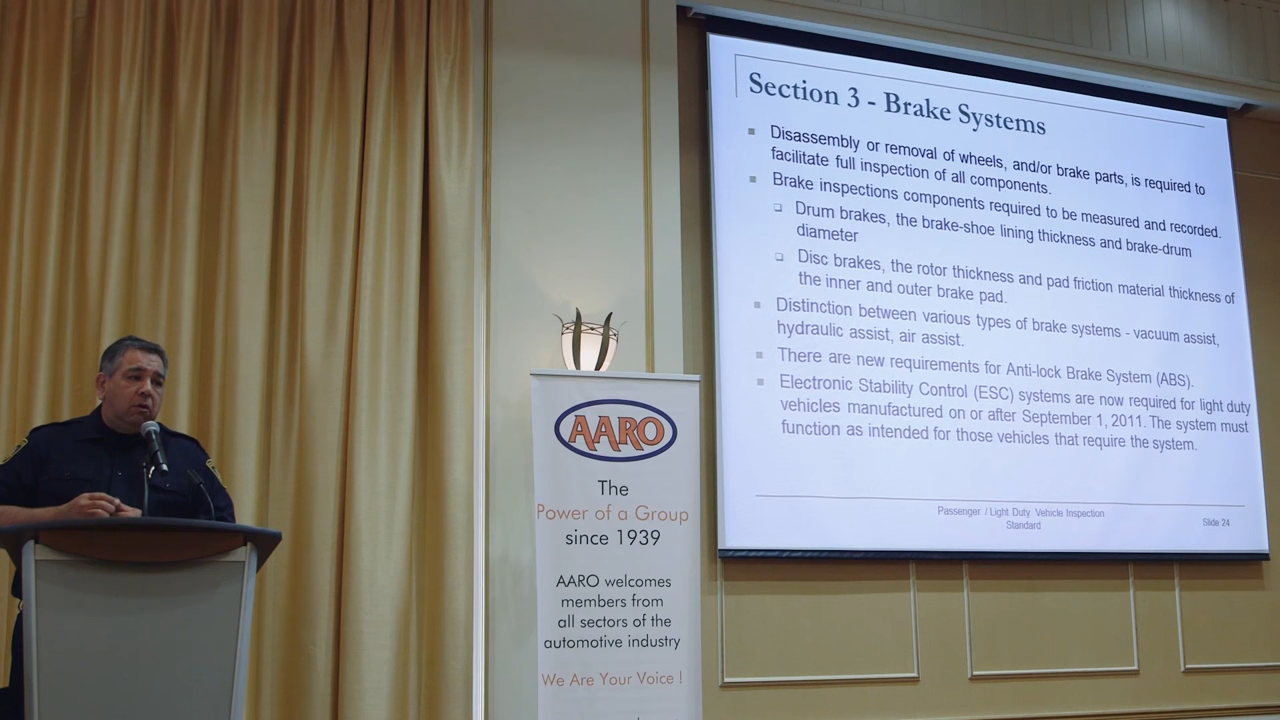 Section 3 - Brake Systems
Disassembly or removal of wheels, and/or brake parts, is required to
facilitate full inspection of all components.
Brake inspections components required to be measured and recorded.
Drum brakes, the brake-shoe lining thickness and brake-drum
diameter
Disc brakes, the rotor thickness and pad friction material thickness of
the inner and outer brake pad.
Distinction between various types of brake systems - vacuum assist,
hydraulic assist, air assist.
There are new requirements for Anti-lock Brake System (ABS).
Electronic Stability Control (ESC) systems are now required for light duty
vehicles manufactured on or after September 1, 2011. The system must
function as intended for those vehicles that require the system.
Passenger / Light Duty Vehicle Inspection
Standard
Slide 24
AARO
The
Power of a Group
since 1939
AARO welcomes
members from
all sectors of the
automotive industry
We Are Your Voice !